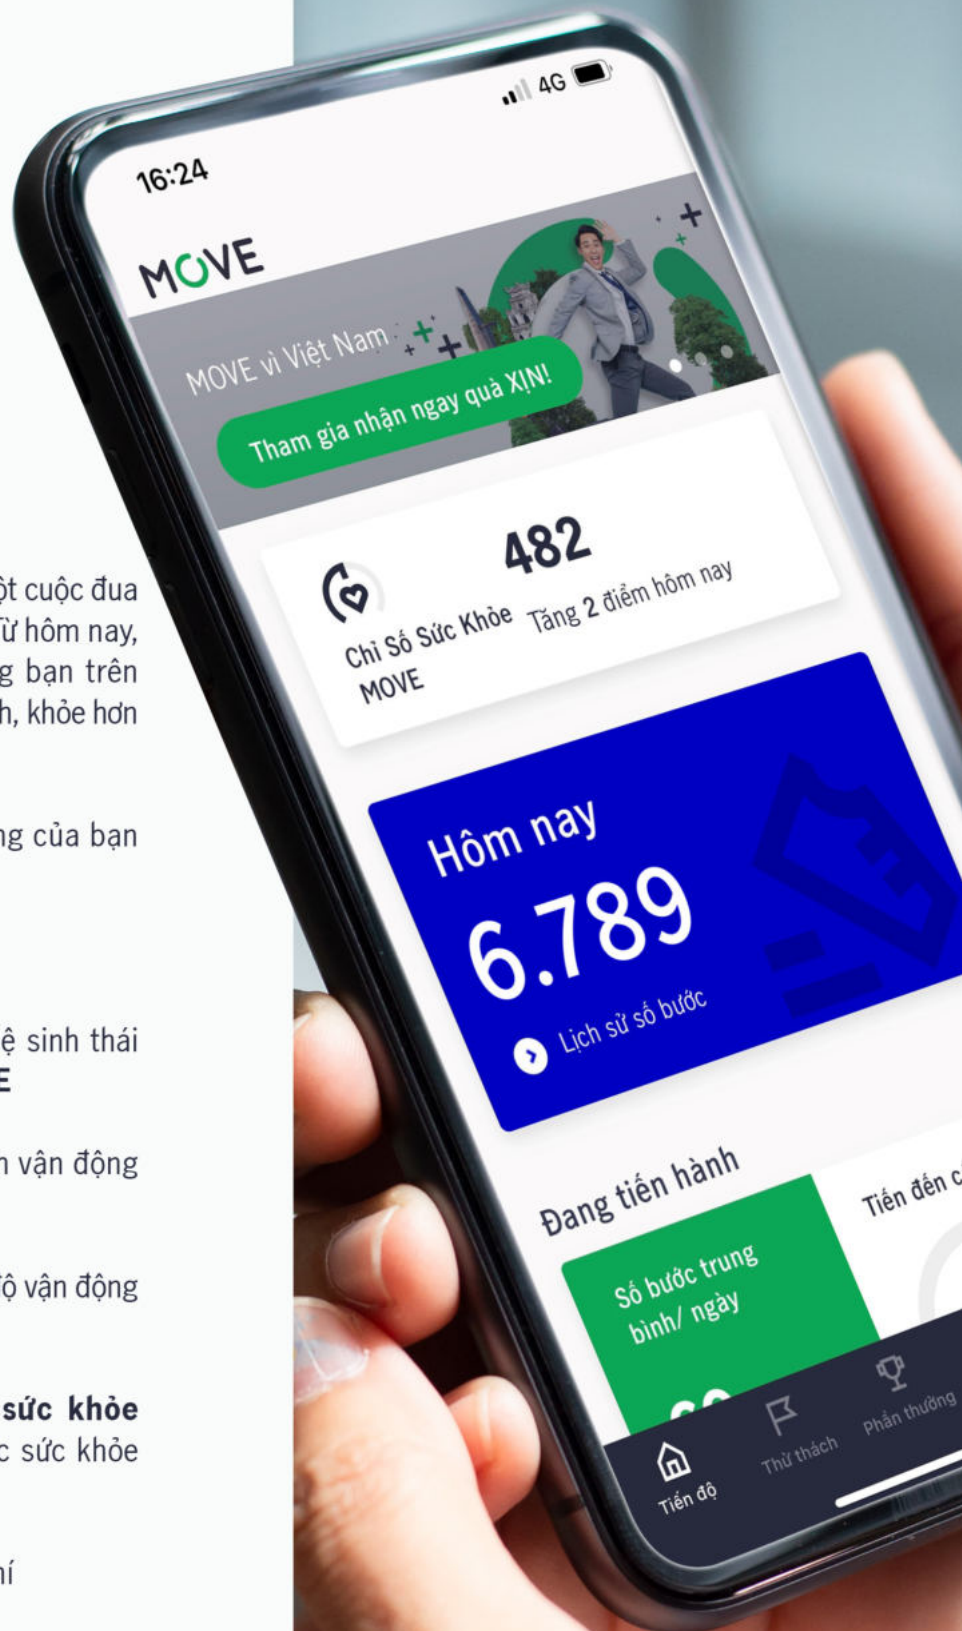 ột cuộc đua
Từ hôm nay,
g bạn trên
h, khỏe hơn
ng của bạn
ệ sinh thái
E
n vận động
độ vận động
sức khỏe
c sức khỏe
hí
16:24
4G
MOVE
MOVE vì Việt Nam
Tham gia nhận ngay quà XỊN!
482
Chỉ Số Sức Khỏe
MOVE
Tăng 2 điểm hôm nay
Hôm nay
6.789
Lịch sử số bước
Đang tiến hành
Số bước trung
bình/ ngày
Tiến đến c
Tiến độ
Thử thách
Phần thưởng